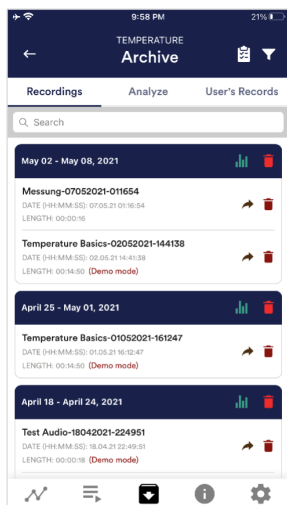 9:58 PM
21%
TEMPERATURE
Archive
Recordings
Analyze
User's Records
Search
May 02 - May 08, 2021
Messung-07052021-011654
DATE (HH:MM:SS): 07.05.21 01:16:54
LENGTH: 00:00:16
Temperature Basics-02052021-144138
DATE (HH:MM:SS): 02.05.21 14:41:38
LENGTH: 00:14:50 (Demo mode)
April 25 - May 01, 2021
Temperature Basics-01052021-161247
DATE (HH:MM:SS): 01.05.21 16:12:47
LENGTH: 00:14:50 (Demo mode)
April 18 - April 24, 2021
Test Audio-18042021-224951
DATE (HH:MM:SS): 18.04.21 22:49:51
LENGTH: 00:00:18 (Demo mode)